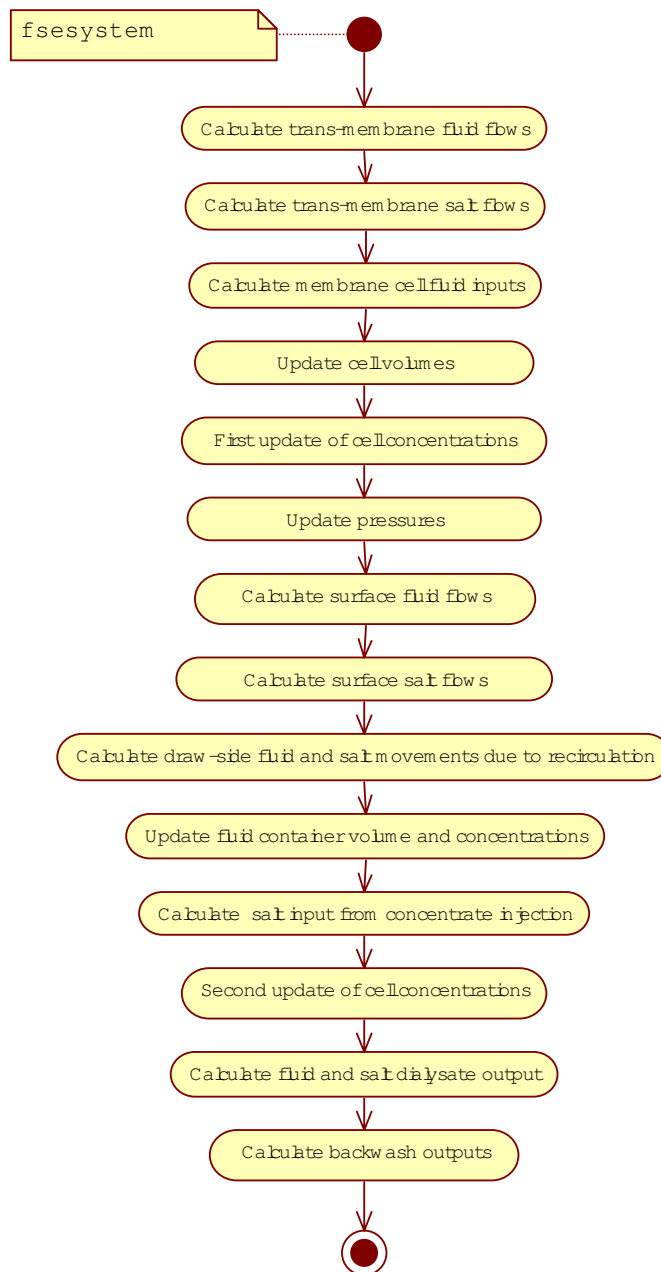 fsesystem
Calculate trans-membrane fluid flows
Calculate trans-membrane salt flows
Calculate membrane cell fluid inputs
Update cell volumes
First update of cell concentrations
Update pressures
Calculate surface fluid flows
Calculate surface salt flows
Calculate draw-side fluid and salt movements due to recirculation
Update fluid container volume and concentrations
Calculate salt input from concentrate injection
Second update of cell concentrations
Calculate fluid and salt dialysate output
Calculate backwash outputs